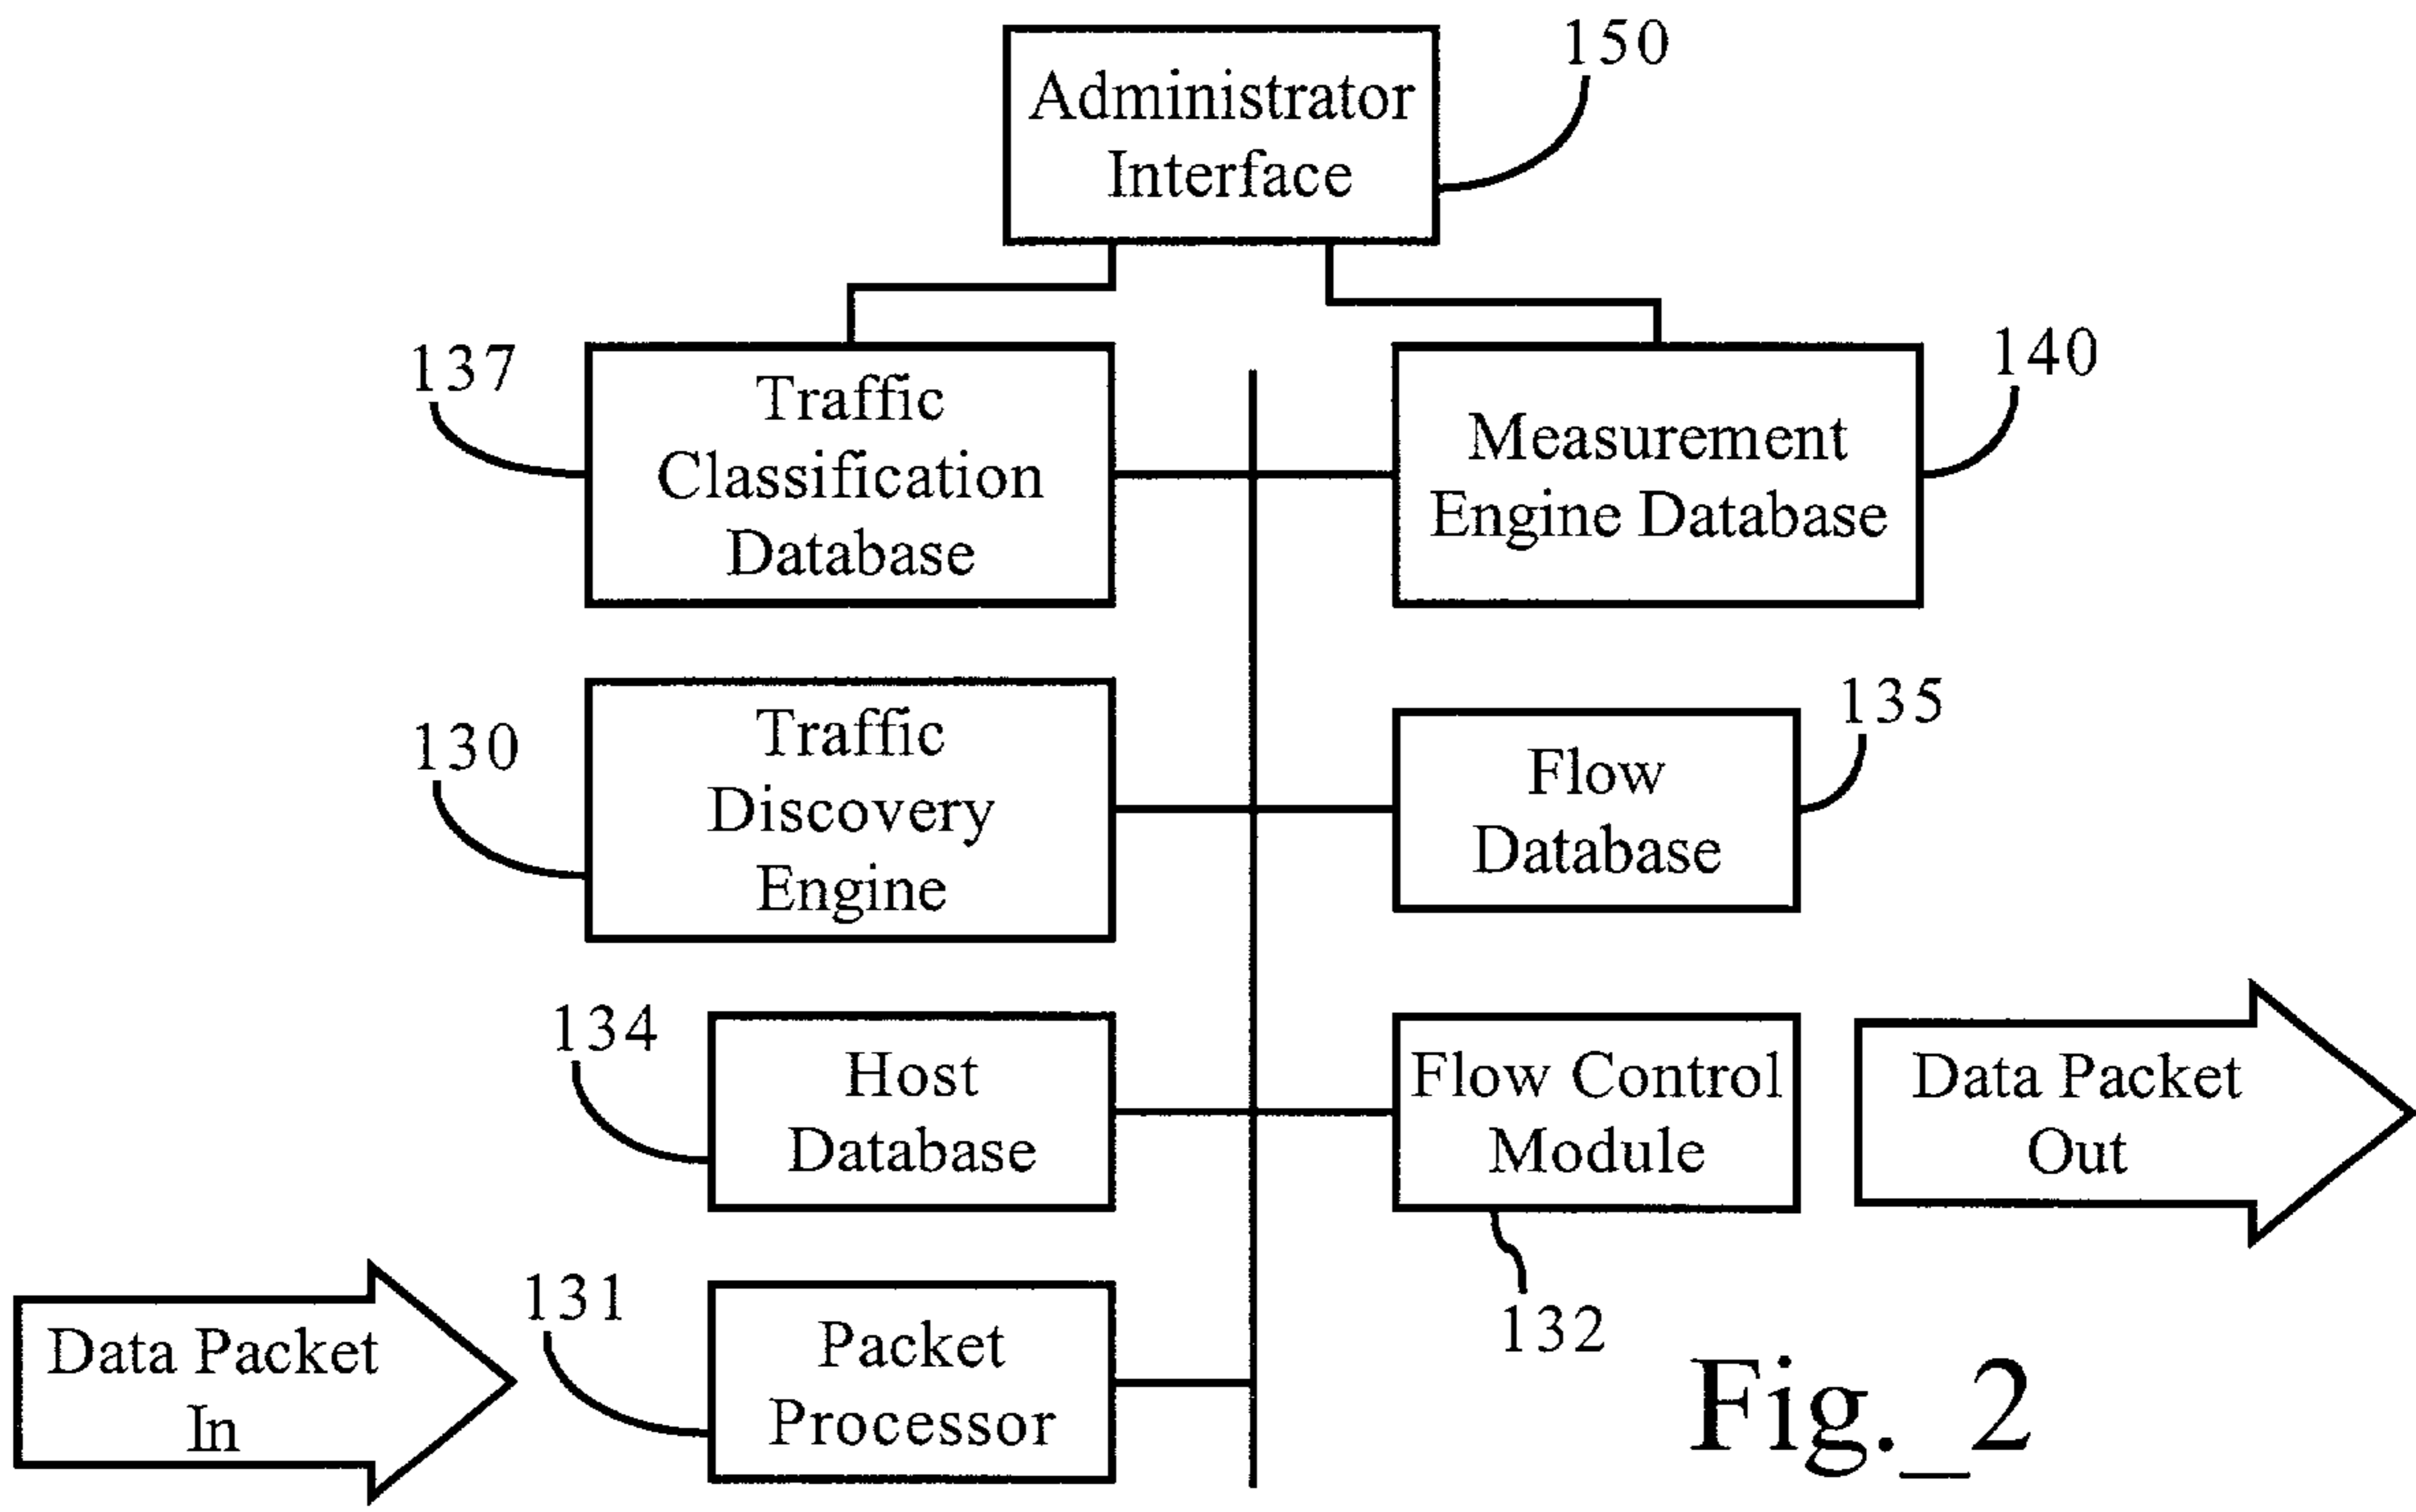 150
Administrator
Interface
137
Traffic
Classification
Database
140
Measurement
Engine Database
130
Traffic
Discovery
Engine
135
Flow
Database
134
Host
Database
Flow Control
Module
132
Data Packet
Out
Data Packet
In
131
Packet
Processor
Fig._2